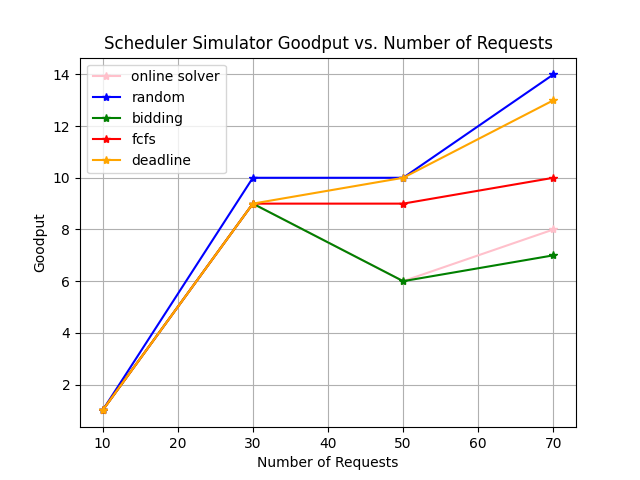 Scheduler Simulator Goodput vs. Number of Requests
online solver
random
bidding
fcfs
deadline
14
12
10
8
6
4
2
Goodput
10 20 30 40 50 60 70
Number of Requests